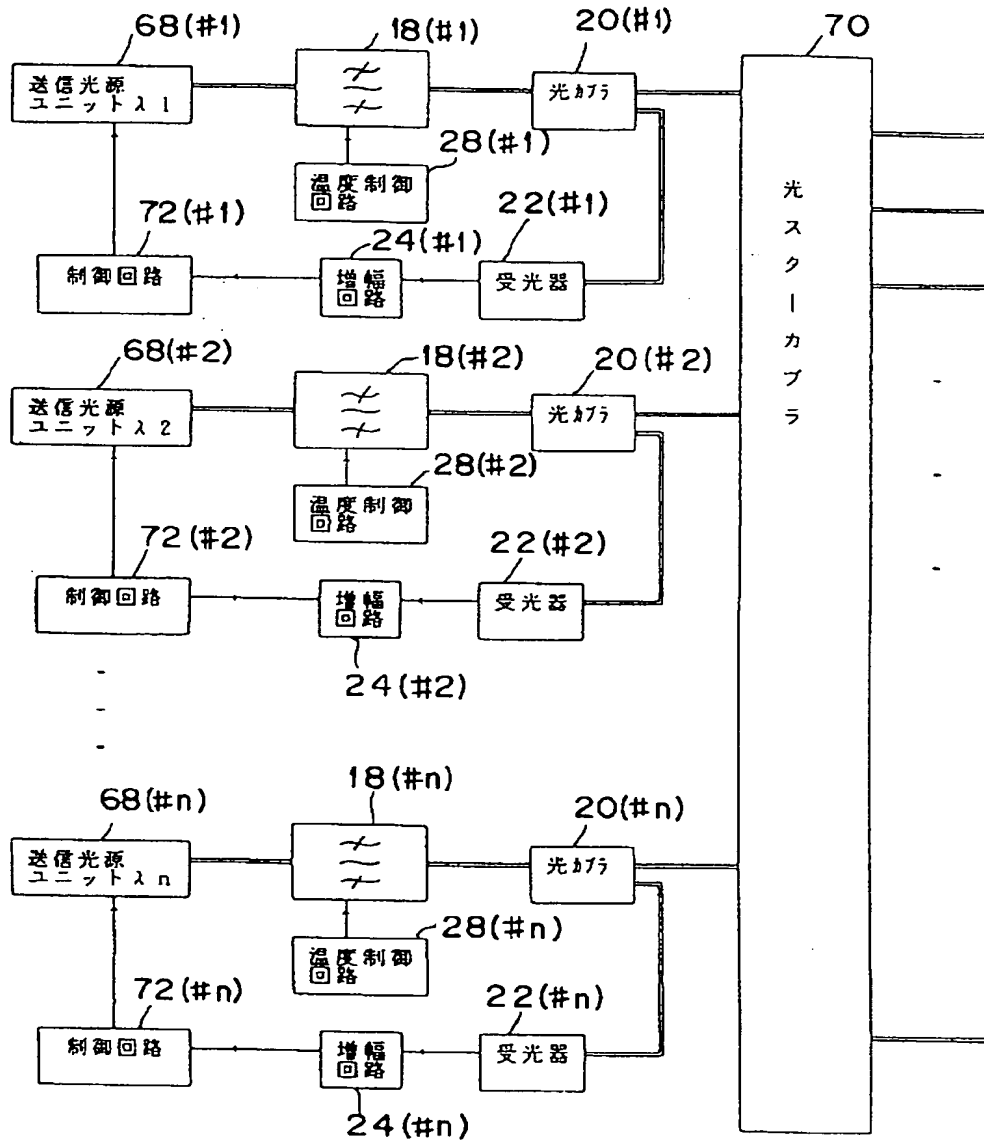 68(#1)
18(#1)
20(#1)
70
送信光源
ユニットλ1
光カプラ
28(#1)
温度制御
回路
72(#1)
24(#1)
22(#1)
制御回路
増幅
回路
受光器
光スターカプラ
68(#2)
18(#2)
20(#2)
送信光源
ユニットλ2
光カプラ
28(#2)
温度制御
回路
72(#2)
22(#2)
制御回路
増幅
回路
受光器
24(#2)
68(#n)
18(#n)
20(#n)
送信光源
ユニットλn
光カプラ
28(#n)
温度制御
回路
72(#n)
22(#n)
制御回路
増幅
回路
受光器
24(#n)